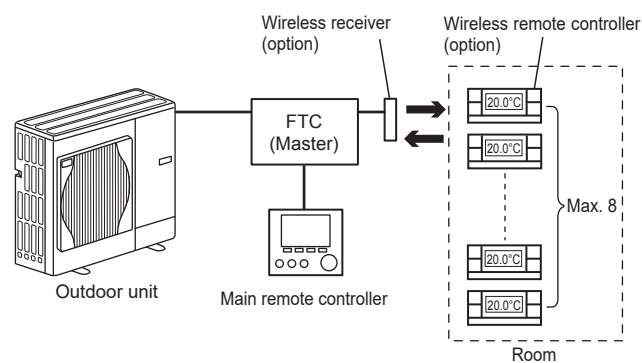 Wireless receiver
(option)
Wireless remote controller
(option)
FTC
(Master)
20.0°C
20.0°C
Max. 8
20.0°C
20.0°C
Outdoor unit
Main remote controller
Room